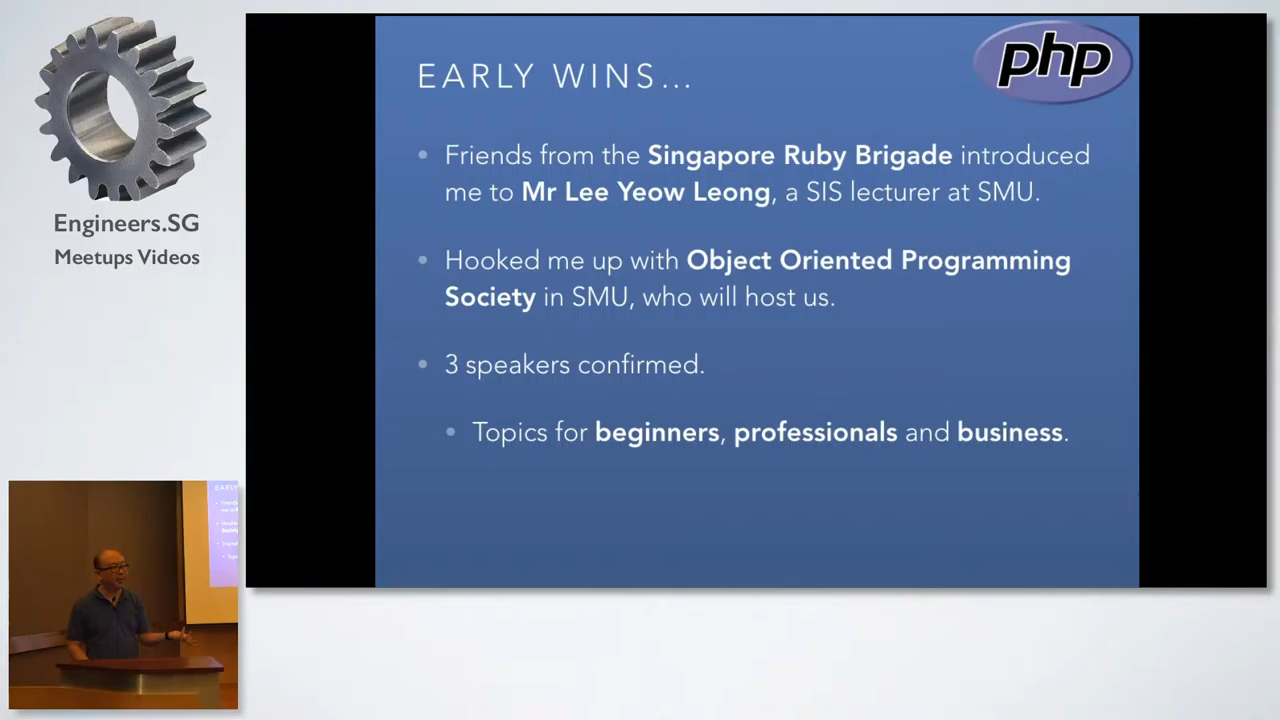 EARLY WINS...
php
• Friends from the Singapore Ruby Brigade introduced
me to Mr Lee Yeow Leong, a SIS lecturer at SMU.
• Hooked me up with Object Oriented Programming
Society in SMU, who will host us.
• 3 speakers confirmed.
• Topics for beginners, professionals and business.
Engineers.SG
Meetups Videos
EARLY